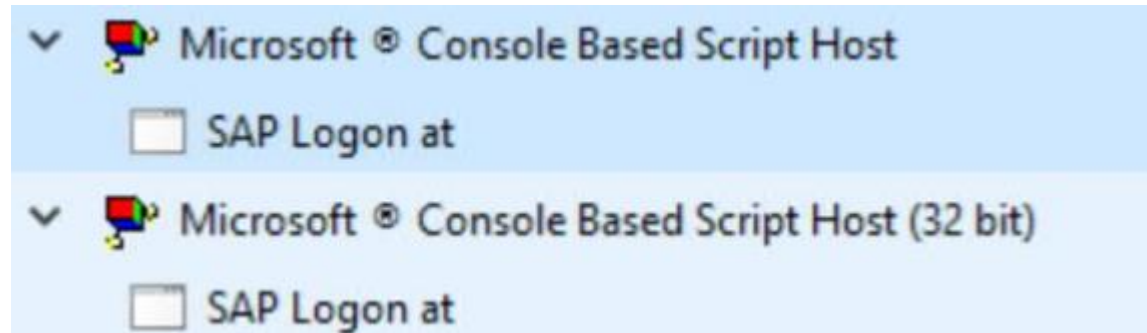 Microsoft ® Console Based Script Host
SAP Logon at
Microsoft ® Console Based Script Host (32 bit)
SAP Logon at